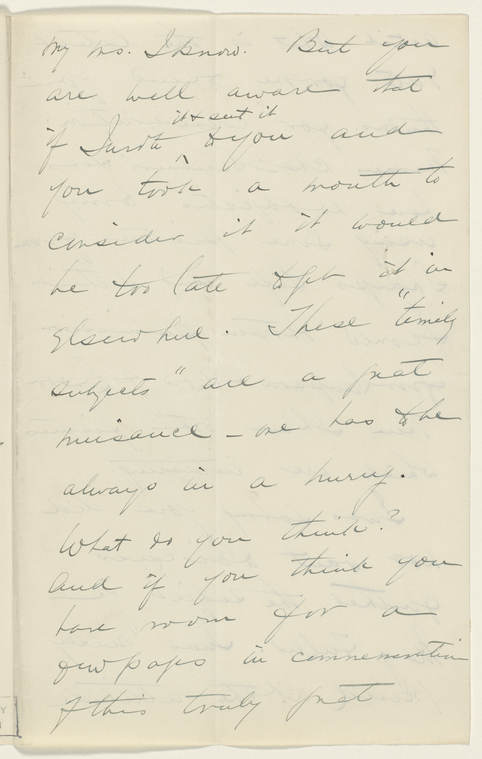 my ms. I know. But you
are well aware that
it & sent it
if I wrote ^ to you and
you took a month to
consider it it would
be too late to get it in
elsewhere. These "timely
subjects" are a great
nuisance – one has to be
always in a hurry.
What do you think?
And if you think you
have room for a
few pages in commemoration
of this truly great